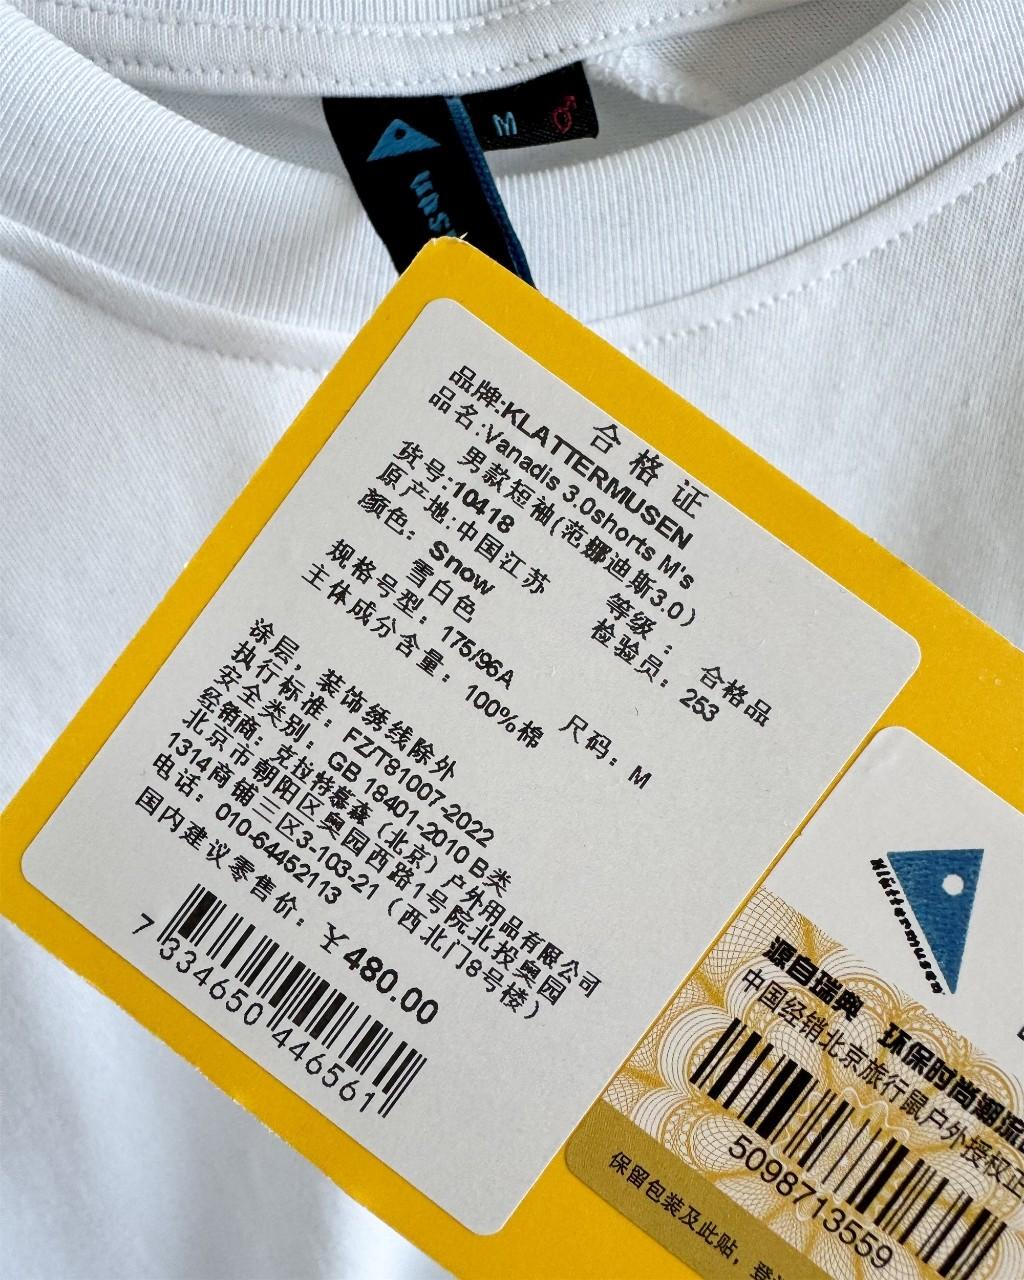 M
合格证
品牌:KLATTERMUSEN
品名:Vanadis 3.0shorts M's
男款短袖(范娜迪斯3.0)
货号:10418
等级： 合格品
原产地:中国江苏
检验员: 253
颜色: Snow
雪白色
规格号型: 175/96A
尺码: M
主体成分含量: 100%棉
涂层, 装饰绣线除外
执行标准: FZ/T81007-2022
安全类别: GB 18401-2010 B类
经销商: 克拉特慕森 (北京) 户外用品有限公司
北京市朝阳区奥园西路1号院北投奥园
1314商铺三区3-103-21 (西北门8号楼)
电话: 010-64452113
国内建议零售价: ¥480.00
7 334650 446561
Klättermusen
源自瑞典 环保时尚潮流
中国经销北京旅行鼠户外授权正
5098713559
保留包装及此贴，登